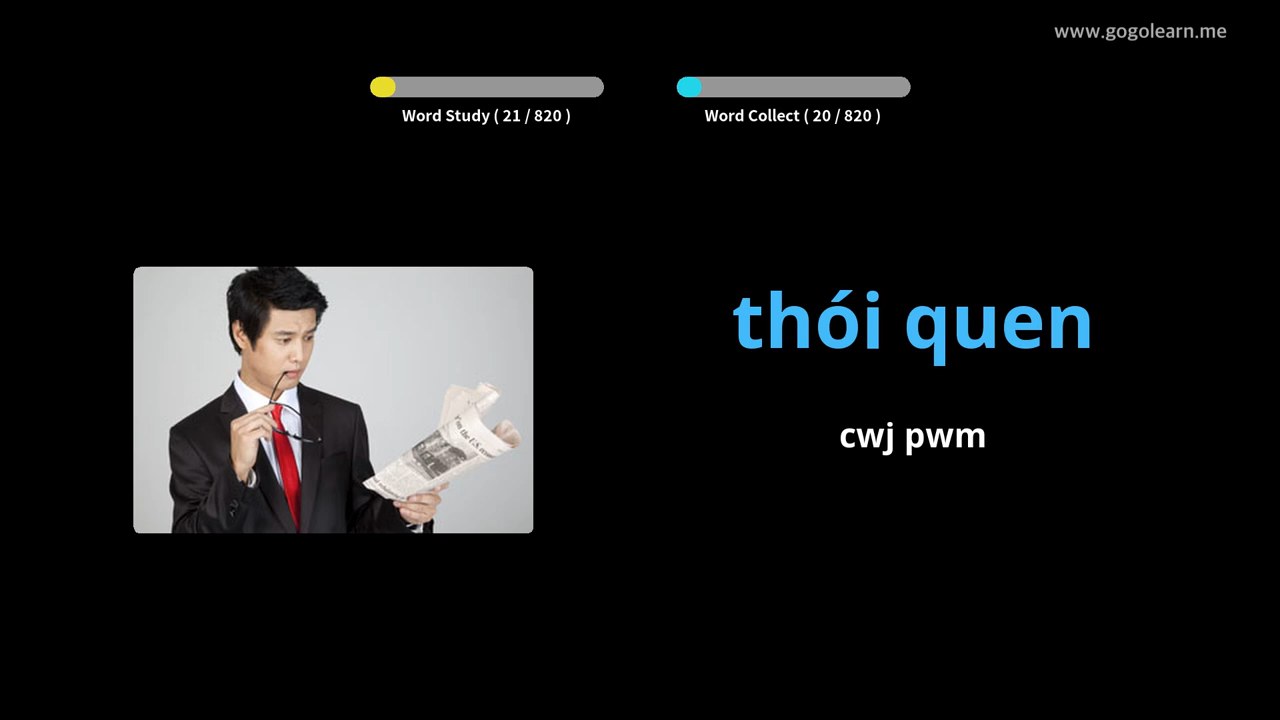 www.gogolearn.me
Word Study ( 21 / 820 )
Word Collect ( 20 / 820 )
thói quen
cwj pwm